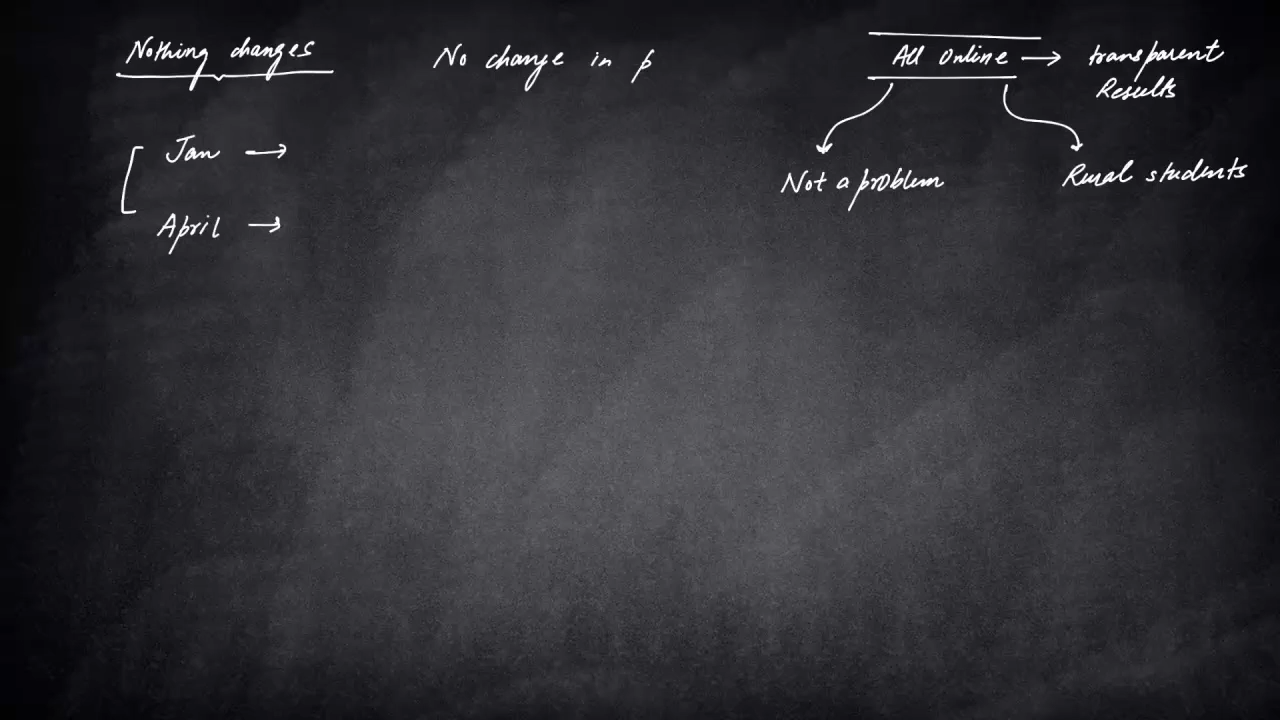 Nothing changes
No change in p
All Online → transparent
Results
Not a problem
Rural students
Jan →
April →